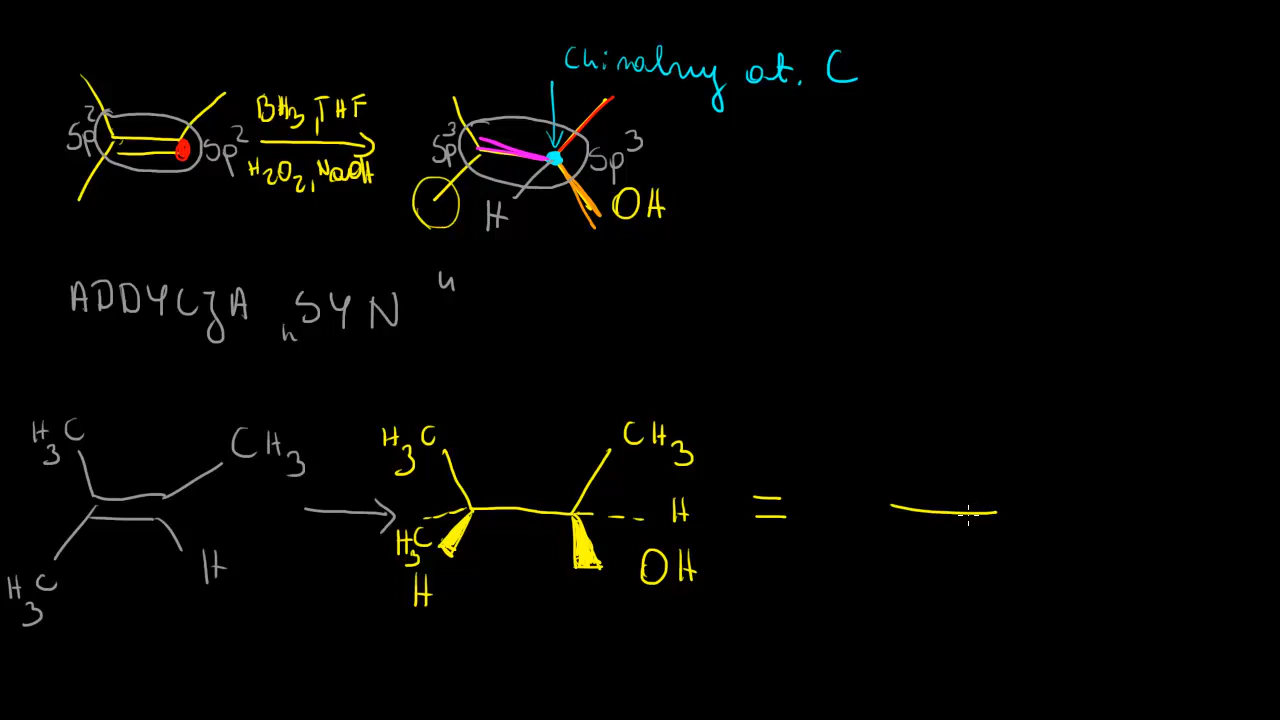 Chiralny at. C
Sp² Sp² BH3, THF Sp³ Sp³
H2O2, NaOH
H OH
ADDYCJA „SYN"
H3C CH3 H3C CH3
H =
H3C H H3C OH
H